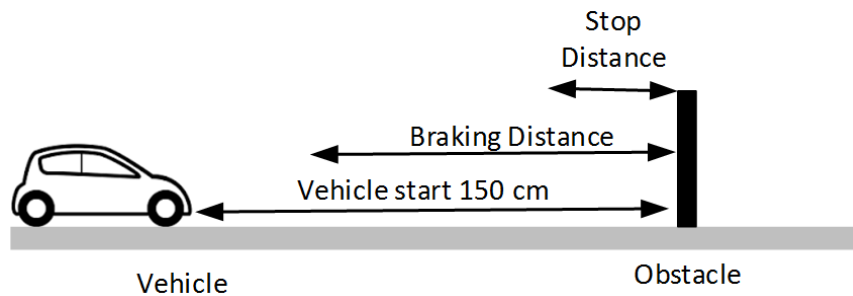 Stop
Distance
Braking Distance
Vehicle start 150 cm
Vehicle
Obstacle